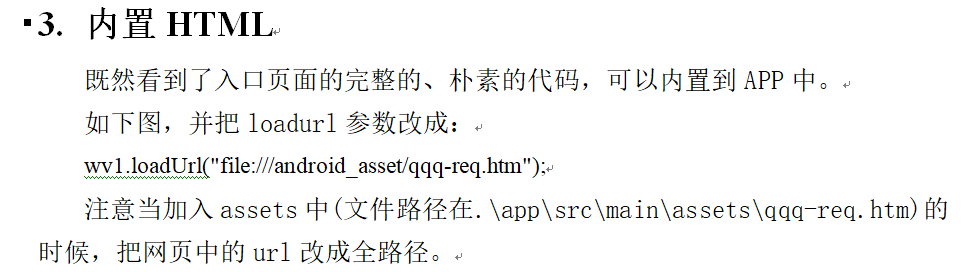 3. 内置 HTML
既然看到了入口页面的完整的、朴素的代码，可以内置到 APP 中。
如下图，并把 loadurl 参数改成：
wv1.loadUrl("file:///android_asset/qqq-req.htm");
注意当加入 assets 中(文件路径在.\app\src\main\assets\qqq-req.htm)的
时候，把网页中的 url 改成全路径。